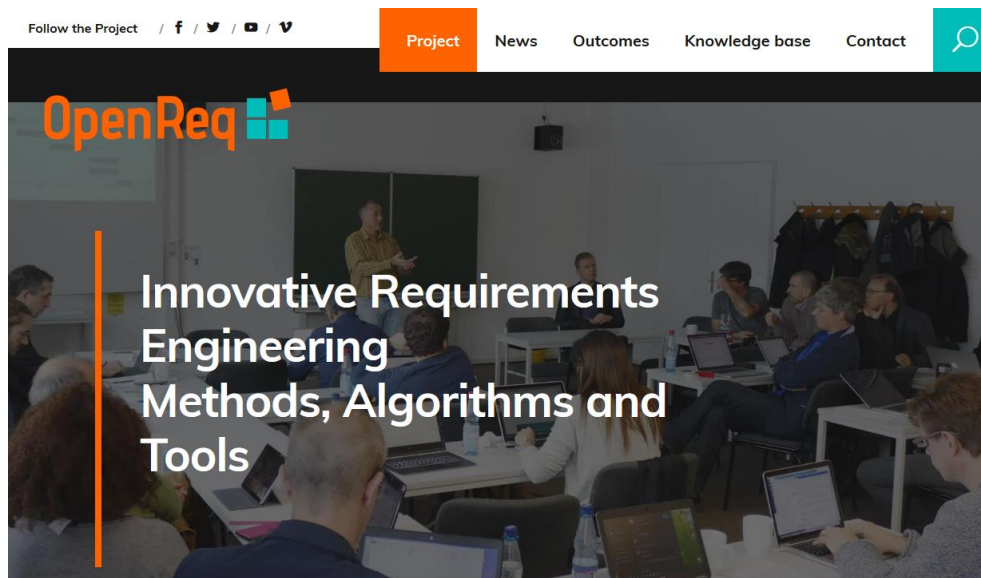 Follow the Project / / / /
Project News Outcomes Knowledge base Contact
OpenReq
Innovative Requirements
Engineering
Methods, Algorithms and
Tools